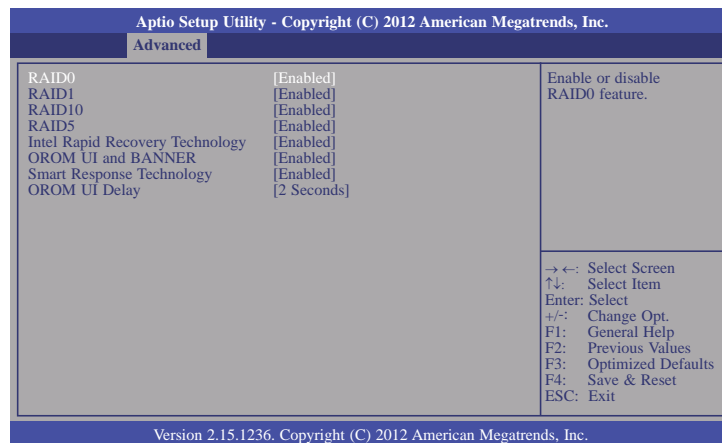 Aptio Setup Utility - Copyright (C) 2012 American Megatrends, Inc.
Advanced
RAID0 [Enabled]
RAID1 [Enabled]
RAID10 [Enabled]
RAID5 [Enabled]
Intel Rapid Recovery Technology [Enabled]
OROM UI and BANNER [Enabled]
Smart Response Technology [Enabled]
OROM UI Delay [2 Seconds]
Enable or disable
RAID0 feature.
→ ←: Select Screen
↑↓: Select Item
Enter: Select
+/-: Change Opt.
F1: General Help
F2: Previous Values
F3: Optimized Defaults
F4: Save & Reset
ESC: Exit
Version 2.15.1236. Copyright (C) 2012 American Megatrends, Inc.